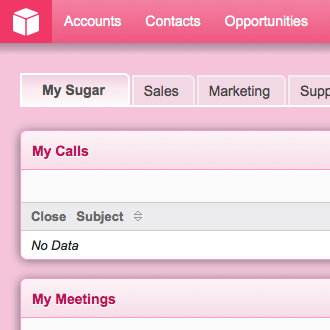 Accounts Contacts Opportunities
My Sugar Sales Marketing Supp
My Calls
Close Subject
No Data
My Meetings